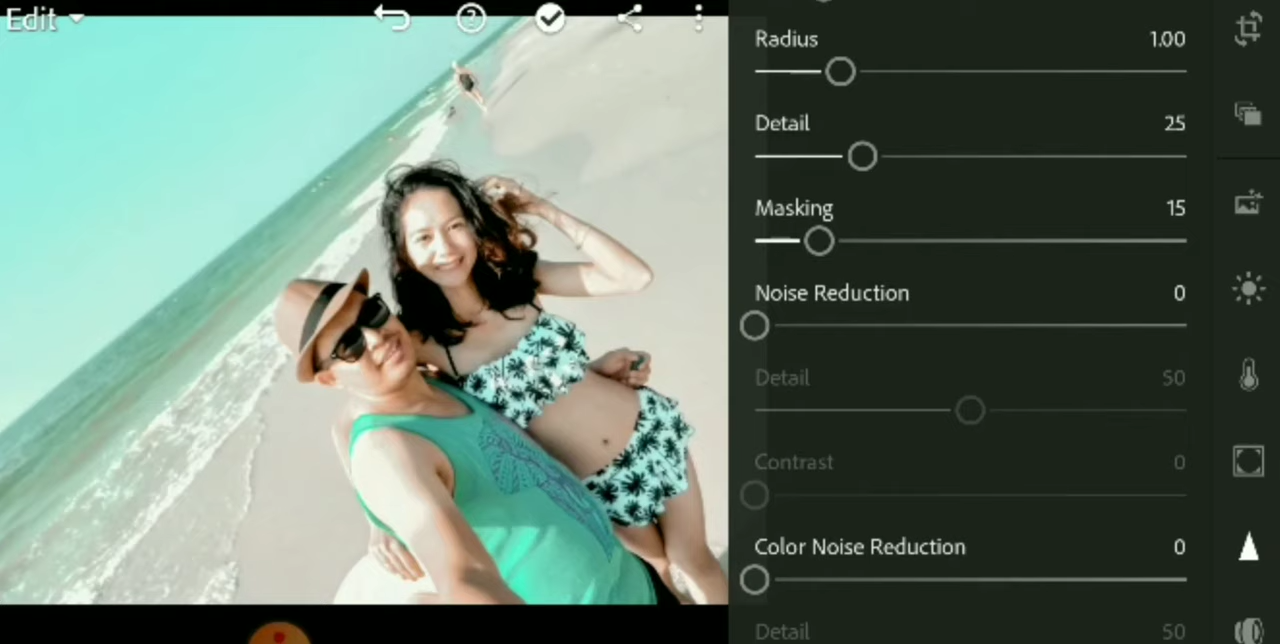 Edit
Radius 1.00
Detail 25
Masking 15
Noise Reduction 0
Detail 50
Contrast 0
Color Noise Reduction 0
Detail 50